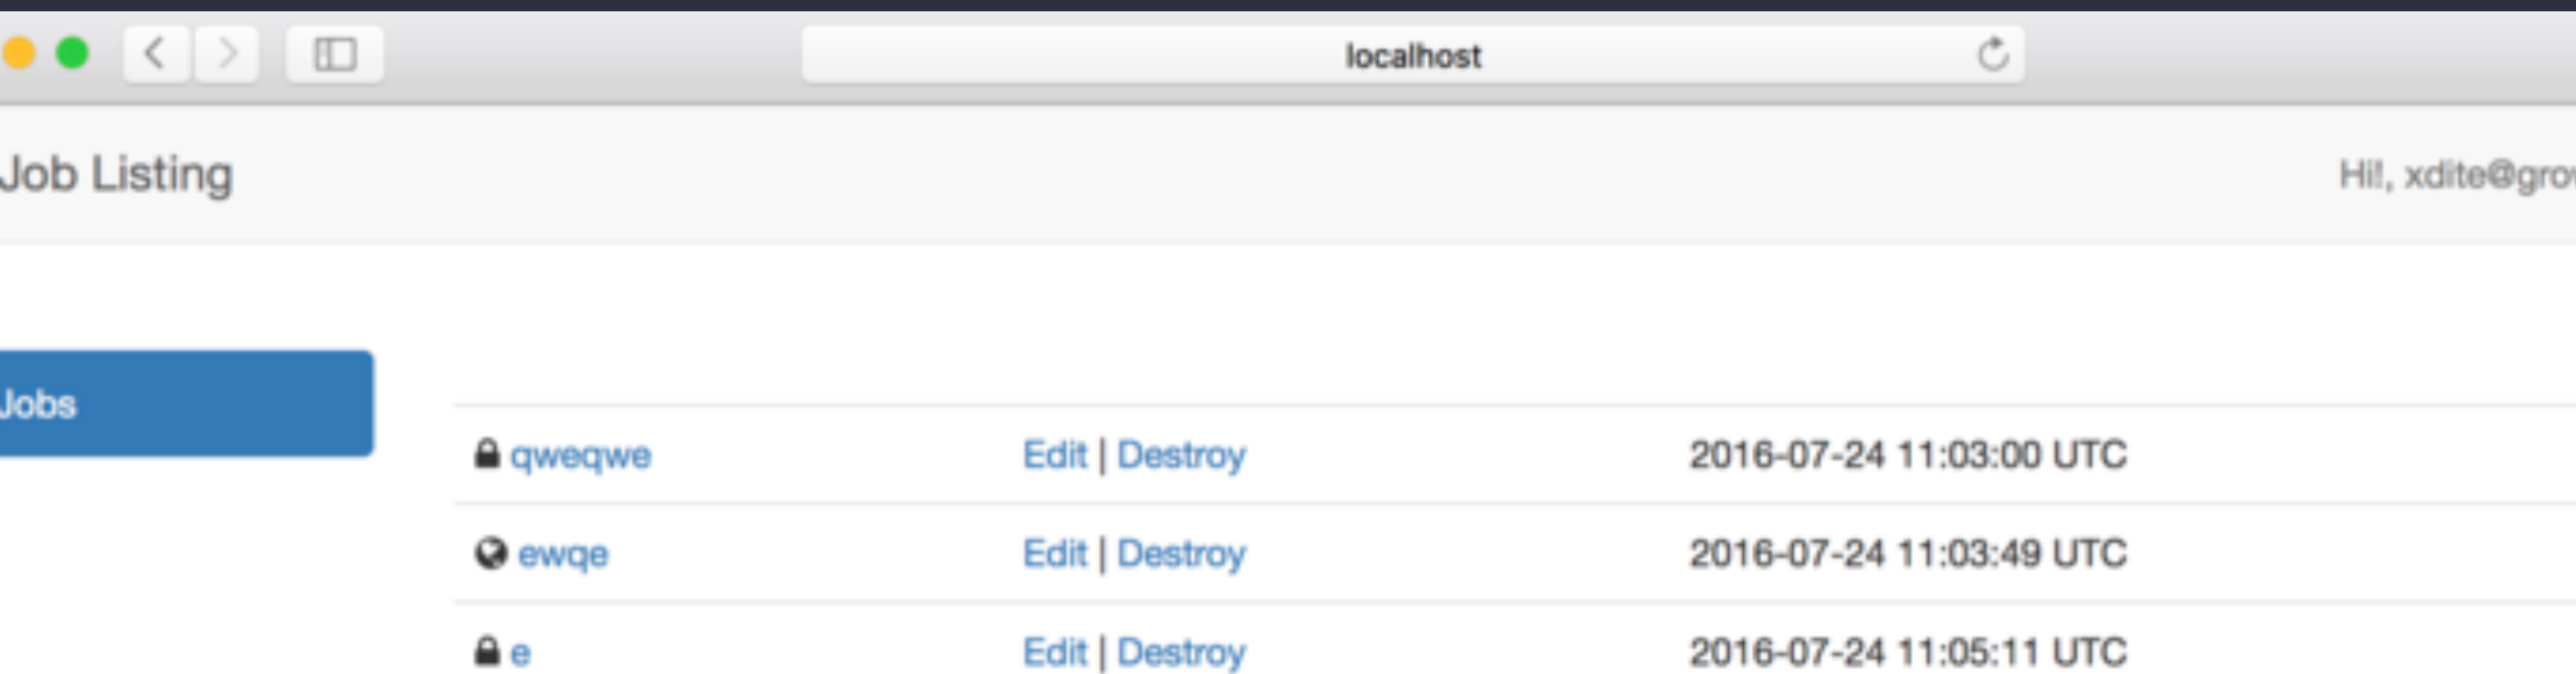 localhost
Job Listing Hi!, xdite@grov
Jobs
qweqwe Edit | Destroy 2016-07-24 11:03:00 UTC
ewqe Edit | Destroy 2016-07-24 11:03:49 UTC
e Edit | Destroy 2016-07-24 11:05:11 UTC